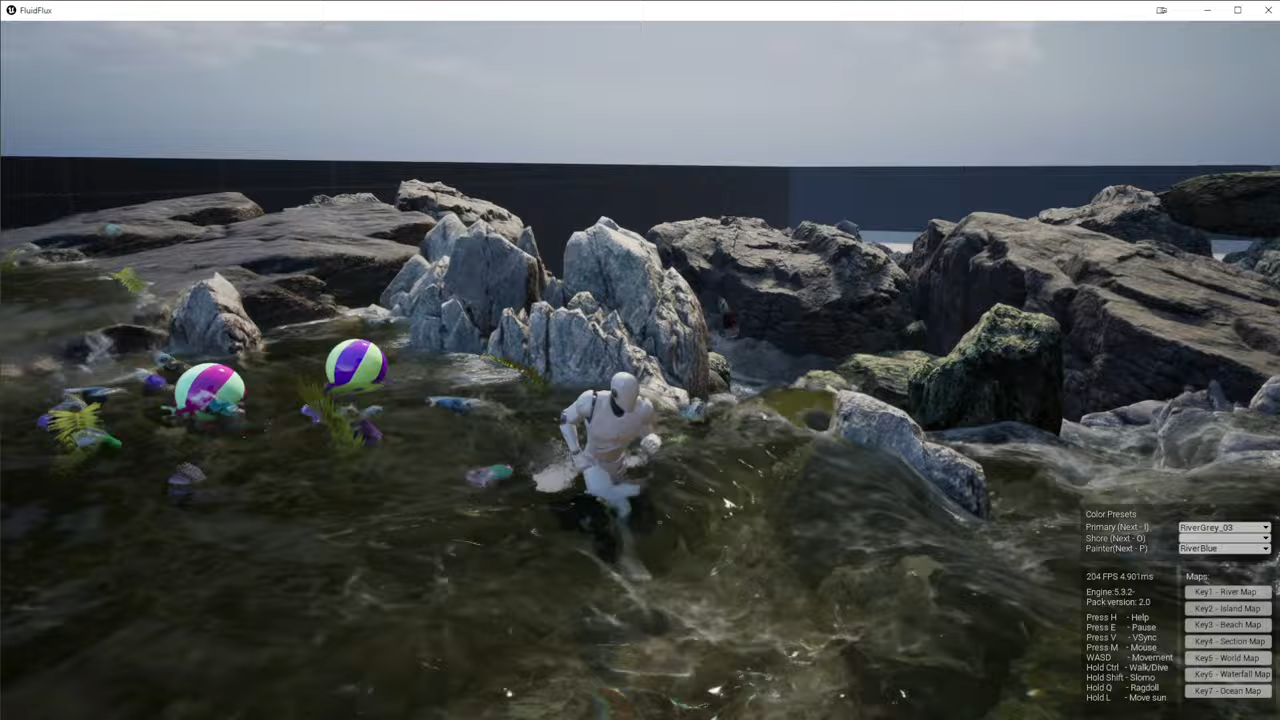 FluidFlux
Color Presets
Primary (Next - I) RiverGrey_03
Shore (Next - O)
Painter(Next - P) RiverBlue
204 FPS 4.901ms
Maps:
Engine:5.3.2-
Pack version: 2.0
Press H - Help
Press E - Pause
Press V - VSync
Press M - Mouse
WASD - Movement
Hold Ctrl - Walk/Dive
Hold Shift - Slomo
Hold Q - Ragdoll
Hold L - Move sun
Key1 - River Map
Key2 - Island Map
Key3 - Beach Map
Key4 - Section Map
Key5 - World Map
Key6 - Waterfall Map
Key7 - Ocean Map